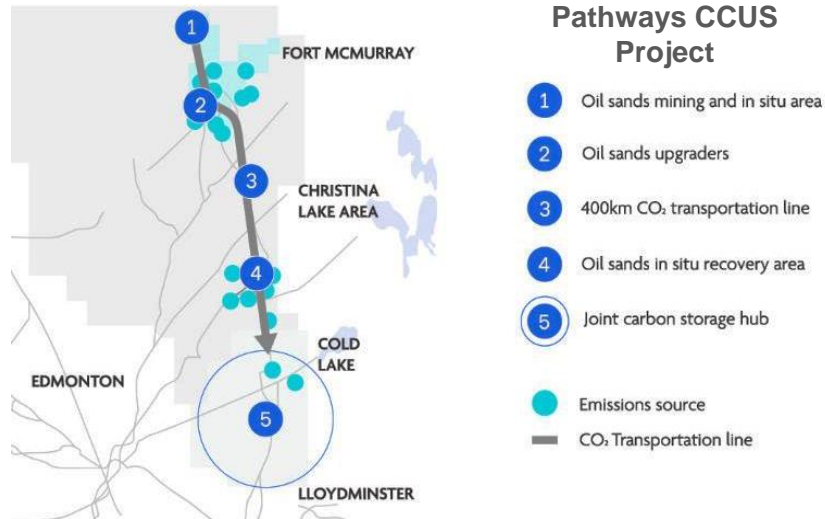 Pathways CCUS
Project
1
FORT MCMURRAY
2
3
CHRISTINA
LAKE AREA
4
COLD
LAKE
EDMONTON
5
LLOYDMINSTER
1 Oil sands mining and in situ area
2 Oil sands upgraders
3 400km CO₂ transportation line
4 Oil sands in situ recovery area
5 Joint carbon storage hub
Emissions source
CO₂ Transportation line